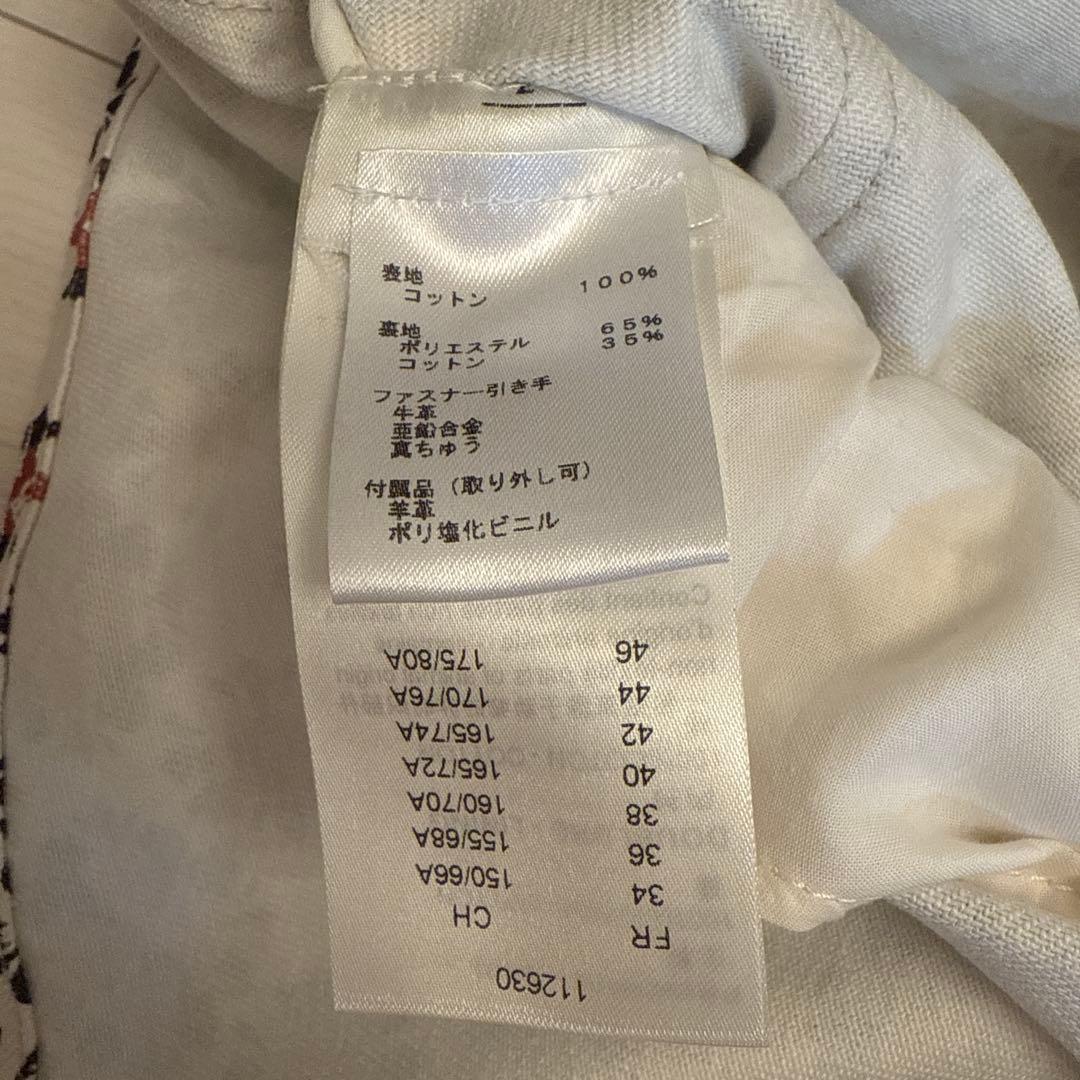 表地
コットン 100%
裏地
ポリエステル 65%
コットン 35%
ファスナー引き手
牛革
亜鉛合金
真ちゅう
付属品（取り外し可）
羊革
ポリ塩化ビニル
112630
FR CH
34 150/66A
36 155/68A
38 160/70A
40 165/72A
42 165/74A
44 170/76A
46 175/80A
Contient des